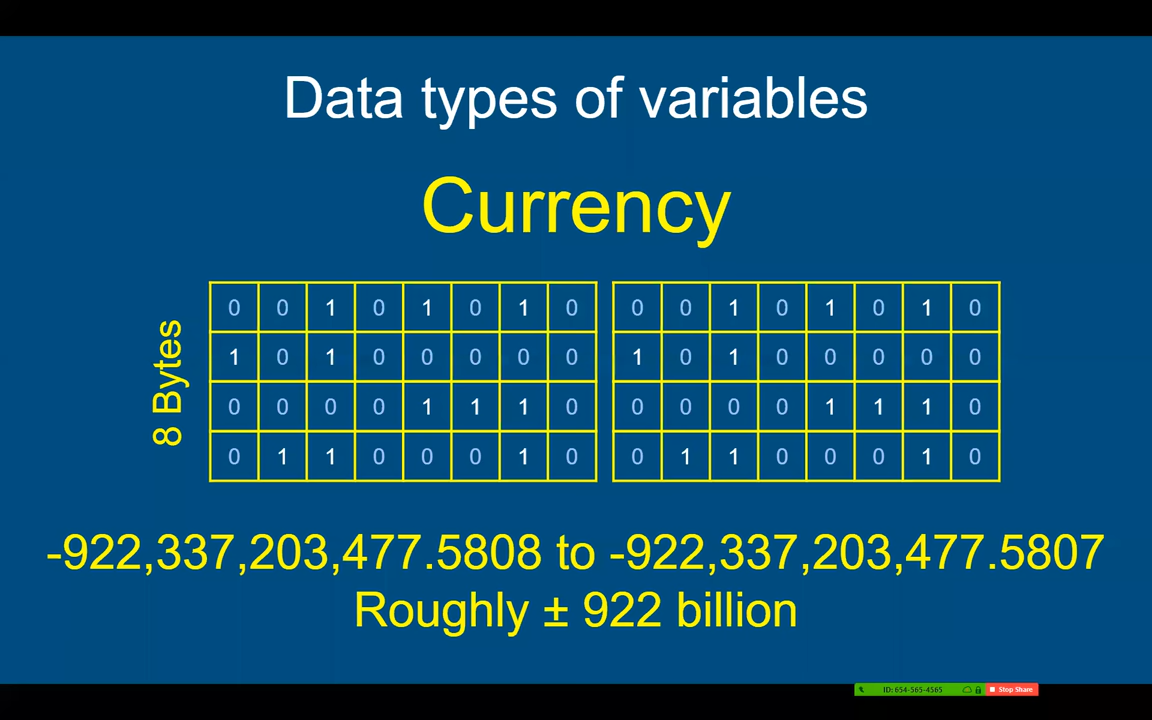 Data types of variables
Currency
8 Bytes
0 0 1 0 1 0 1 0 0 0 1 0 1 0 1 0
1 0 1 0 0 0 0 0 1 0 1 0 0 0 0 0
0 0 0 0 1 1 1 0 0 0 0 0 1 1 1 0
0 1 1 0 0 0 1 0 0 1 1 0 0 0 1 0
-922,337,203,477.5808 to -922,337,203,477.5807
Roughly ± 922 billion
ID: 654-565-4565 Stop Share